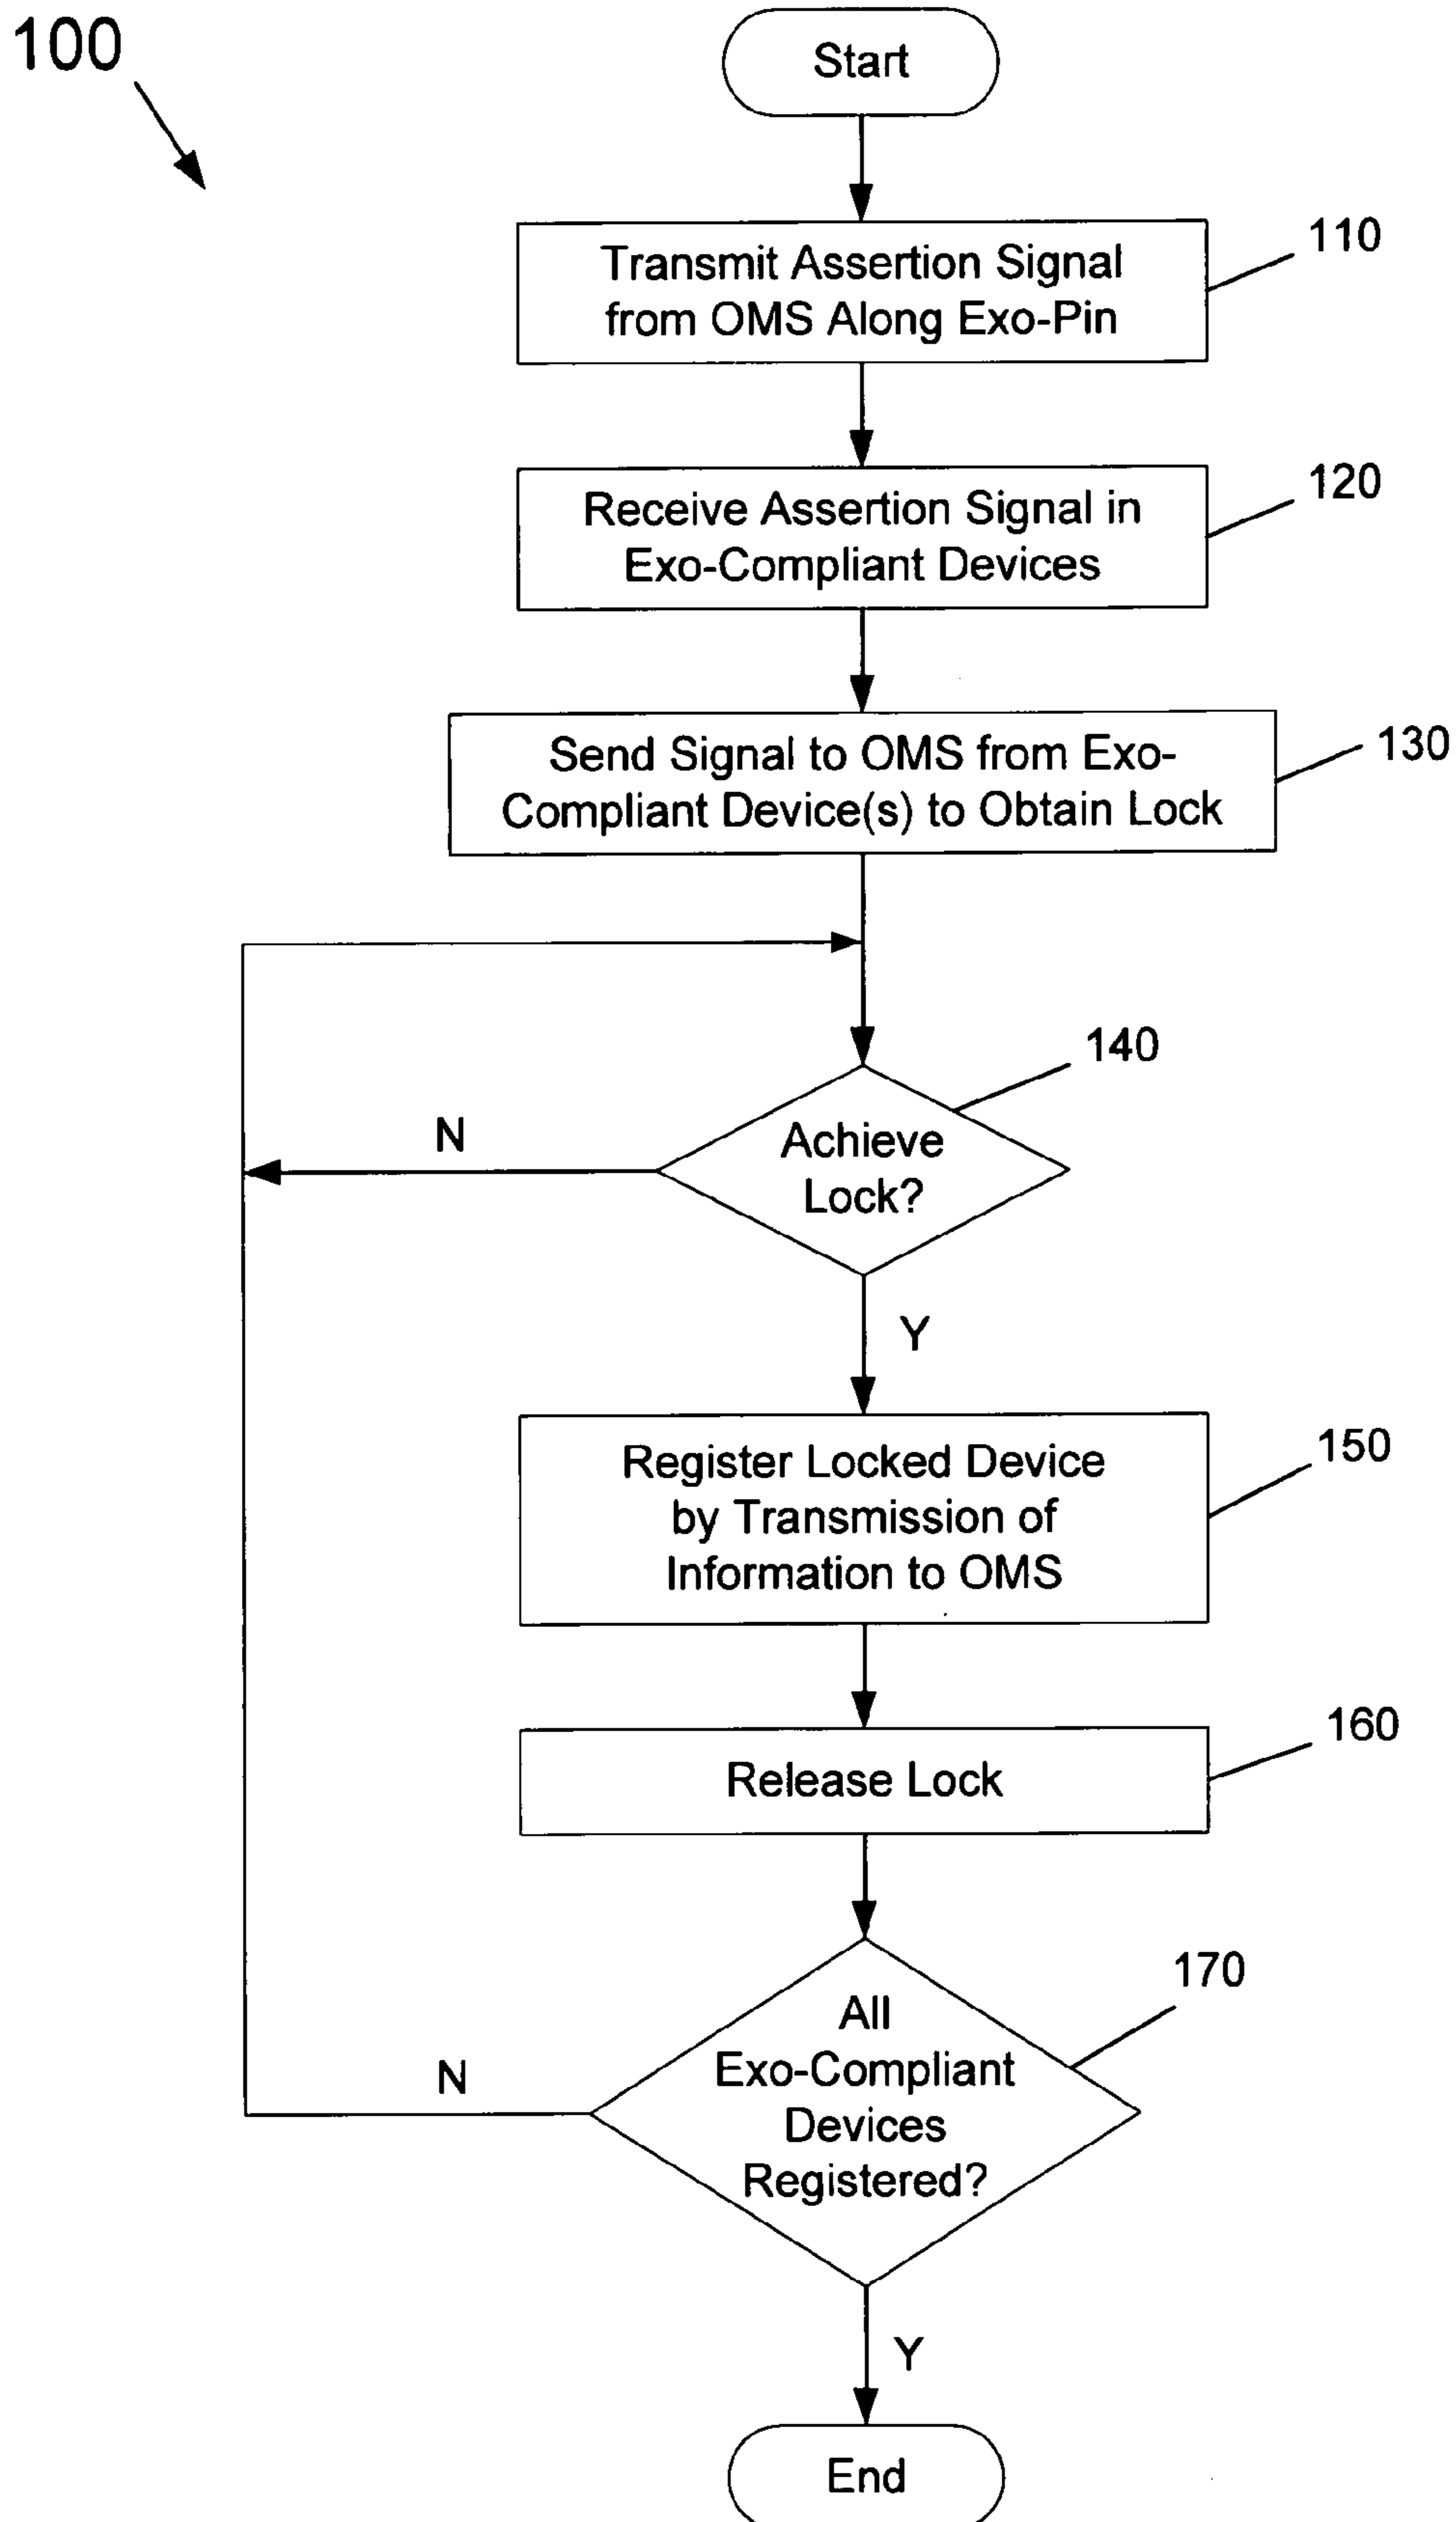 100
Start
Transmit Assertion Signal
from OMS Along Exo-Pin
110
Receive Assertion Signal in
Exo-Compliant Devices
120
Send Signal to OMS from Exo-
Compliant Device(s) to Obtain Lock
130
Achieve
Lock?
140
N
Y
Register Locked Device
by Transmission of
Information to OMS
150
Release Lock
160
All
Exo-Compliant
Devices
Registered?
170
N
Y
End